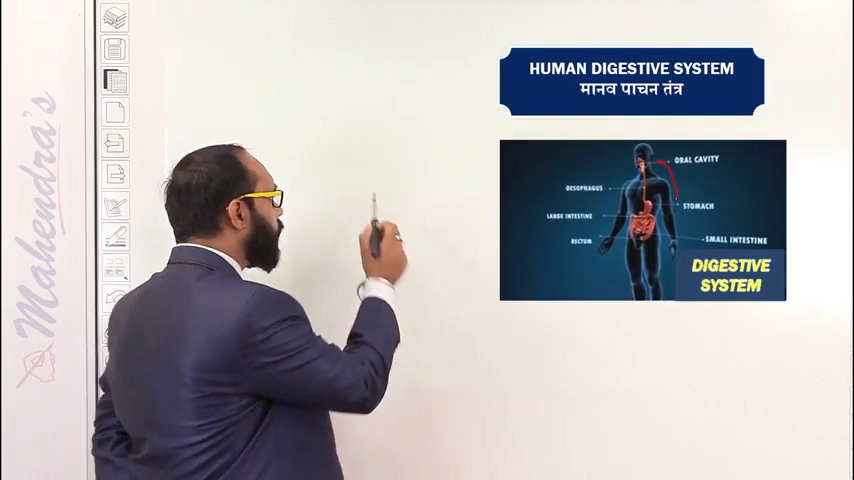 Mahendra's
HUMAN DIGESTIVE SYSTEM
मानव पाचन तंत्र
ORAL CAVITY
OESOPHAGUS
STOMACH
LARGE INTESTINE
RECTUM
SMALL INTESTINE
DIGESTIVE
SYSTEM